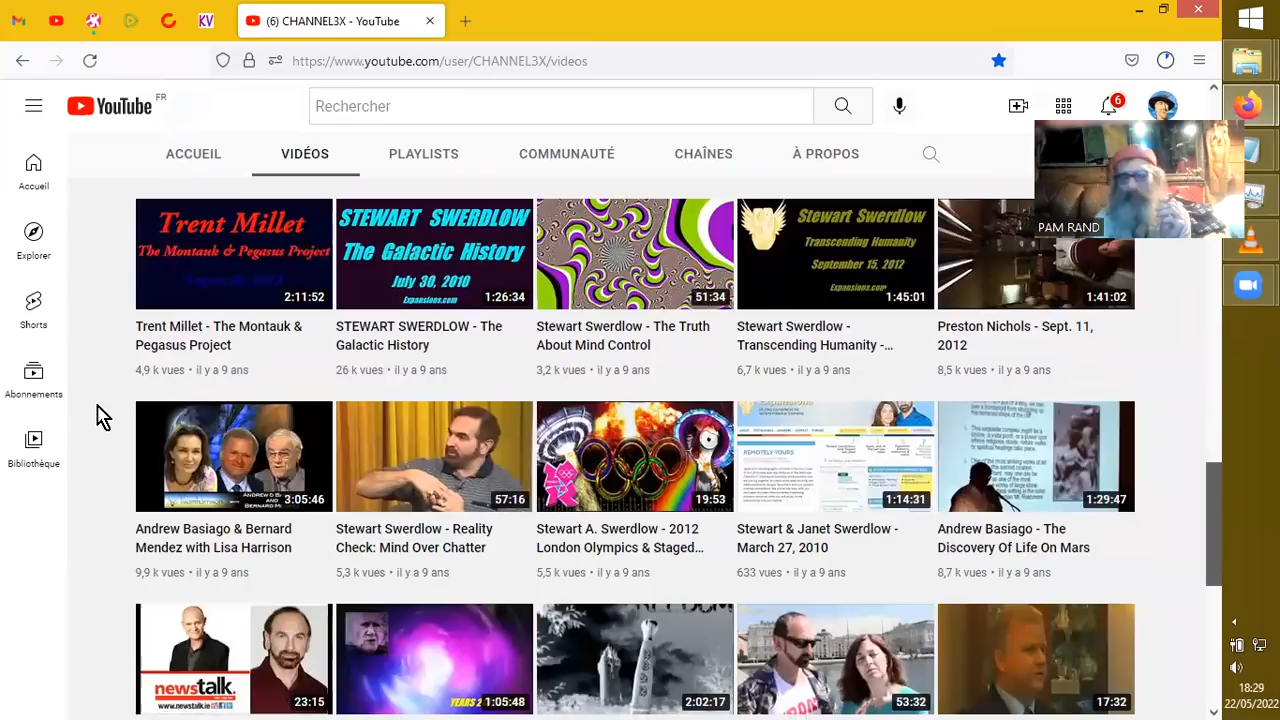 KV
(6) CHANNEL3X - YouTube
https://www.youtube.com/user/CHANNEL3X/videos
YouTube FR
Rechercher
6
ACCUEIL VIDÉOS PLAYLISTS COMMUNAUTÉ CHAÎNES À PROPOS
PAM RAND
Accueil
Explorer
Shorts
Abonnements
Bibliothèque
Trent Millet
The Montauk & Pegasus Project
2:11:52
STEWART SWERDLOW
The Galactic History
July 30, 2010
Expansions.com
1:26:34
51:34
Stewart Swerdlow
Transcending Humanity
September 15, 2012
Expansions.com
1:45:01
1:41:02
Trent Millet - The Montauk &
Pegasus Project
4,9 k vues • il y a 9 ans
STEWART SWERDLOW - The
Galactic History
26 k vues • il y a 9 ans
Stewart Swerdlow - The Truth
About Mind Control
3,2 k vues • il y a 9 ans
Stewart Swerdlow -
Transcending Humanity -...
6,7 k vues • il y a 9 ans
Preston Nichols - Sept. 11,
2012
8,5 k vues • il y a 9 ans
3:05:46
57:16
19:53
REMOTELY YOURS
1:14:31
1:29:47
Andrew Basiago & Bernard
Mendez with Lisa Harrison
9,9 k vues • il y a 9 ans
Stewart Swerdlow - Reality
Check: Mind Over Chatter
5,3 k vues • il y a 9 ans
Stewart A. Swerdlow - 2012
London Olympics & Staged...
5,5 k vues • il y a 9 ans
Stewart & Janet Swerdlow -
March 27, 2010
633 vues • il y a 9 ans
Andrew Basiago - The
Discovery Of Life On Mars
8,7 k vues • il y a 9 ans
newstalk.
www.newstalk.ie
23:15
1:05:48
2:02:17
53:32
17:32
18:29
22/05/2022